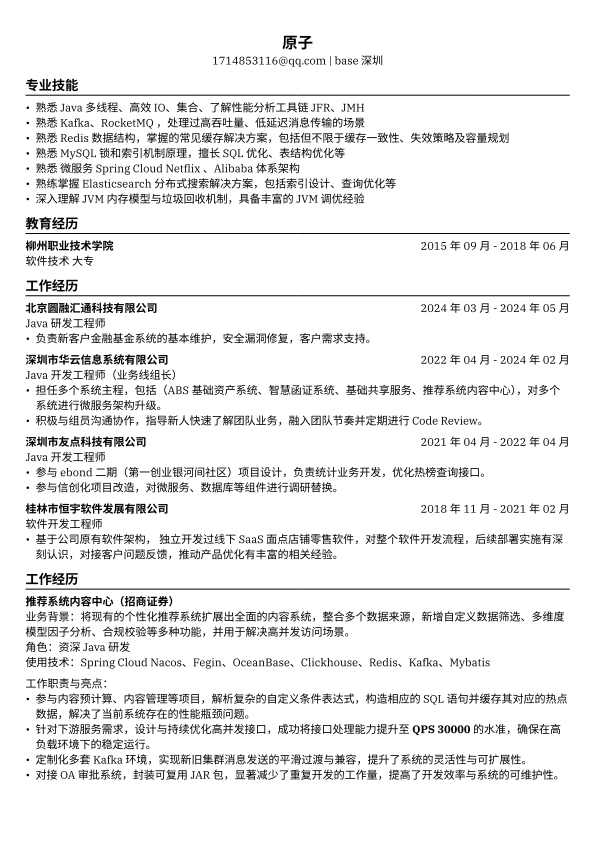 原子
1714853116@qq.com | base 深圳
专业技能
• 熟悉 Java 多线程、高效 IO、集合、了解性能分析工具链 JFR、JMH
• 熟悉 Kafka、RocketMQ ，处理过高吞吐量、低延迟消息传输的场景
• 熟悉 Redis 数据结构，掌握的常见缓存解决方案，包括但不限于缓存一致性、失效策略及容量规划
• 熟悉 MySQL 锁和索引机制原理，擅长 SQL 优化、表结构优化等
• 熟悉 微服务 Spring Cloud Netflix 、Alibaba 体系架构
• 熟练掌握 Elasticsearch 分布式搜索解决方案，包括索引设计、查询优化等
• 深入理解 JVM 内存模型与垃圾回收机制，具备丰富的 JVM 调优经验
教育经历
柳州职业技术学院 2015 年 09 月 - 2018 年 06 月
软件技术 大专
工作经历
北京圆融汇通科技有限公司 2024 年 03 月 - 2024 年 05 月
Java 研发工程师
• 负责新客户金融基金系统的基本维护，安全漏洞修复，客户需求支持。
深圳市华云信息系统有限公司 2022 年 04 月 - 2024 年 02 月
Java 开发工程师（业务线组长）
• 担任多个系统主程，包括（ABS 基础资产系统、智慧函证系统、基础共享服务、推荐系统内容中心），对多个
系统进行微服务架构升级。
• 积极与组员沟通协作，指导新人快速了解团队业务，融入团队节奏并定期进行 Code Review。
深圳市友点科技有限公司 2021 年 04 月 - 2022 年 04 月
Java 开发工程师
• 参与 ebond 二期（第一创业银河间社区）项目设计，负责统计业务开发，优化热榜查询接口。
• 参与信创化项目改造，对微服务、数据库等组件进行调研替换。
桂林市恒宇软件发展有限公司 2018 年 11 月 - 2021 年 02 月
软件开发工程师
• 基于公司原有软件架构， 独立开发过线下 SaaS 面点店铺零售软件，对整个软件开发流程，后续部署实施有深
刻认识，对接客户问题反馈，推动产品优化有丰富的相关经验。
工作经历
推荐系统内容中心（招商证券）
业务背景：将现有的个性化推荐系统扩展出全面的内容系统，整合多个数据来源，新增自定义数据筛选、多维度
模型因子分析、合规校验等多种功能，并用于解决高并发访问场景。
角色：资深 Java 研发
使用技术：Spring Cloud Nacos、Fegin、OceanBase、Clickhouse、Redis、Kafka、Mybatis
工作职责与亮点：
• 参与内容预计算、内容管理等项目，解析复杂的自定义条件表达式，构造相应的 SQL 语句并缓存其对应的热点
数据，解决了当前系统存在的性能瓶颈问题。
• 针对下游服务需求，设计与持续优化高并发接口，成功将接口处理能力提升至 QPS 30000 的水准，确保在高
负载环境下的稳定运行。
• 定制化多套 Kafka 环境，实现新旧集群消息发送的平滑过渡与兼容，提升了系统的灵活性与可扩展性。
• 对接 OA 审批系统，封装可复用 JAR 包，显著减少了重复开发的工作量，提高了开发效率与系统的可维护性。